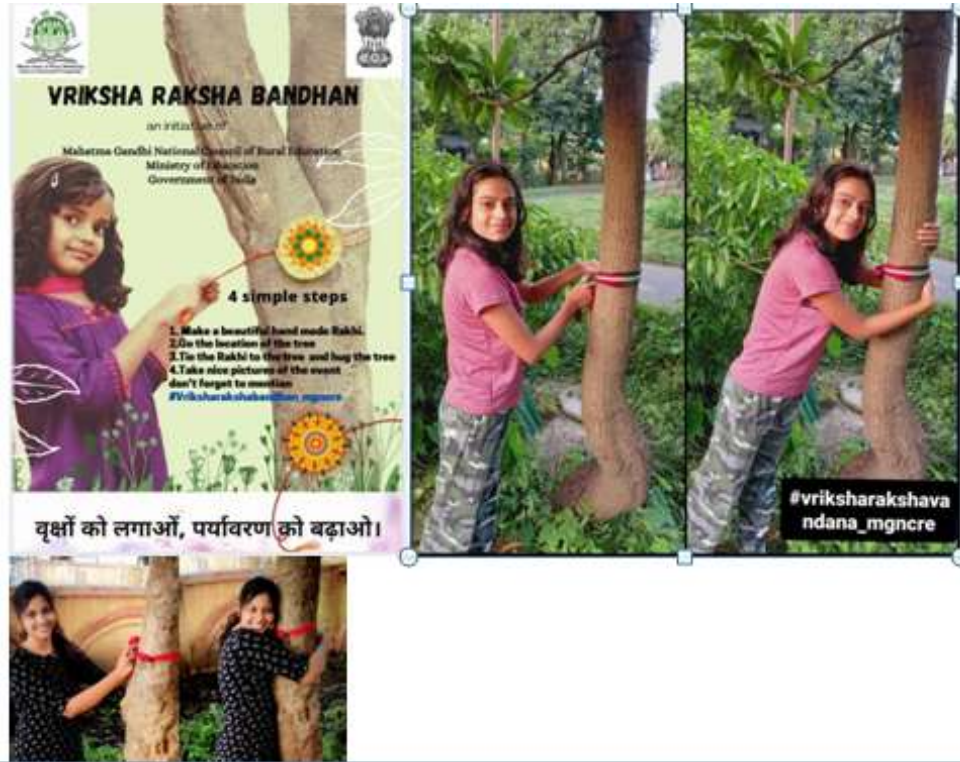 VRIKSHA RAKSHA BANDHAN
an initiative of
Mahatma Gandhi National Council of Rural Education
Ministry of Education
Government of India
4 simple steps
1. Make a beautiful hand made Rakhi.
2.Go the location of the tree
3.Tie the Rakhi to the tree and hug the tree
4.Take nice pictures of the event
don't forget to mention
#Vriksharakshabandhan_mgncre
वृक्षों को लगाओं, पर्यावरण को बढ़ाओ।
#vriksharakshava
ndana_mgncre